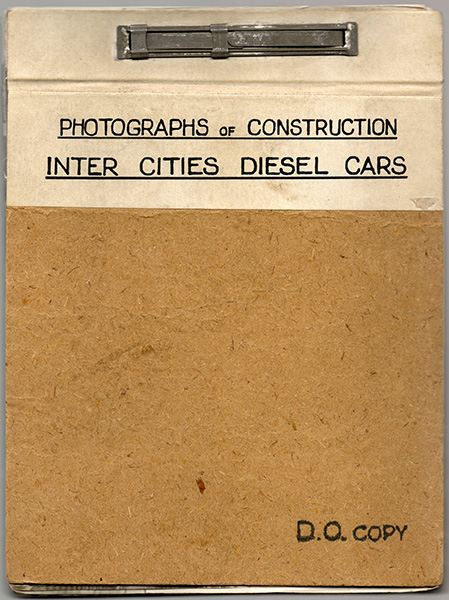 PHOTOGRAPHS OF CONSTRUCTION
INTER CITIES DIESEL CARS
D.O. COPY